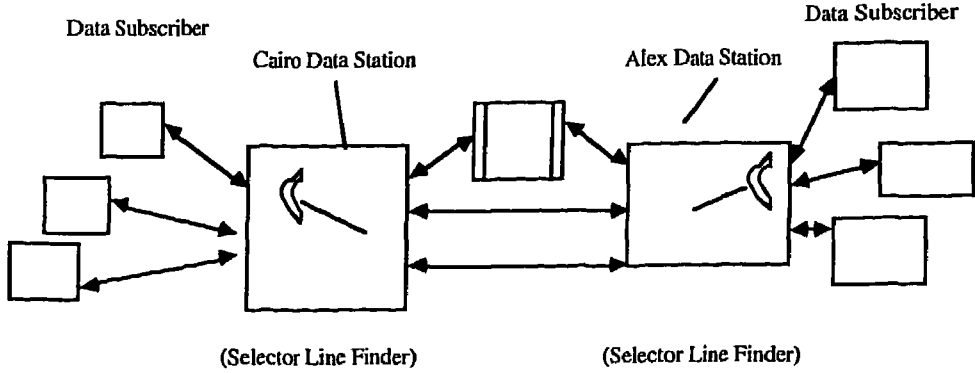 Data Subscriber
Data Subscriber
Cairo Data Station
Alex Data Station
(Selector Line Finder)
(Selector Line Finder)